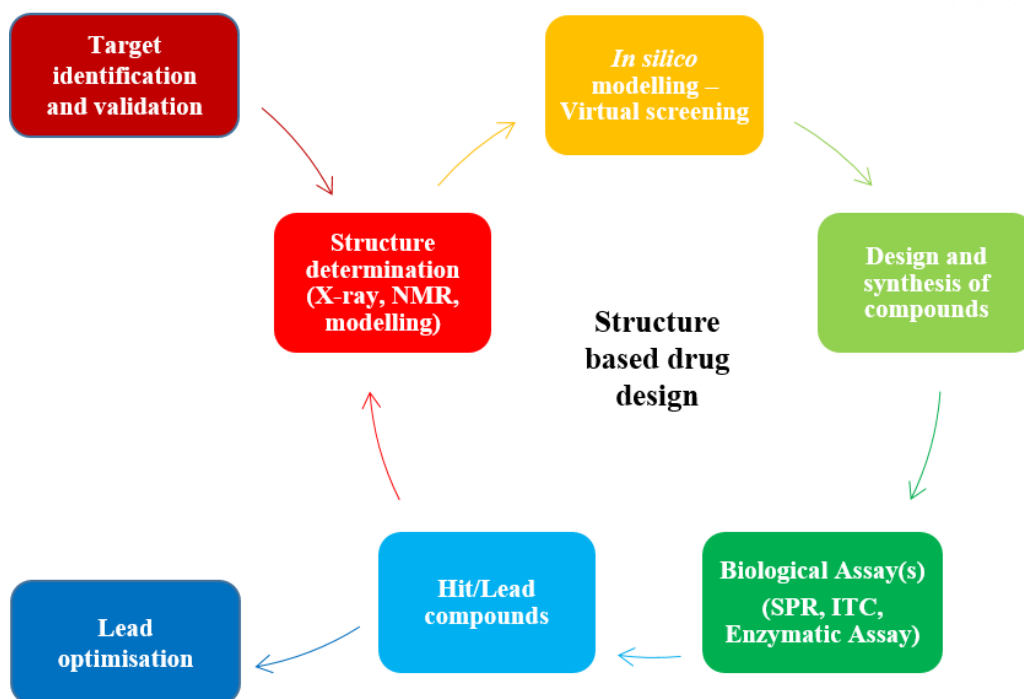 Target
identification
and validation
In silico
modelling –
Virtual screening
Structure
determination
(X-ray, NMR,
modelling)
Design and
synthesis of
compounds
Structure
based drug
design
Hit/Lead
compounds
Biological Assay(s)
(SPR, ITC,
Enzymatic Assay)
Lead
optimisation